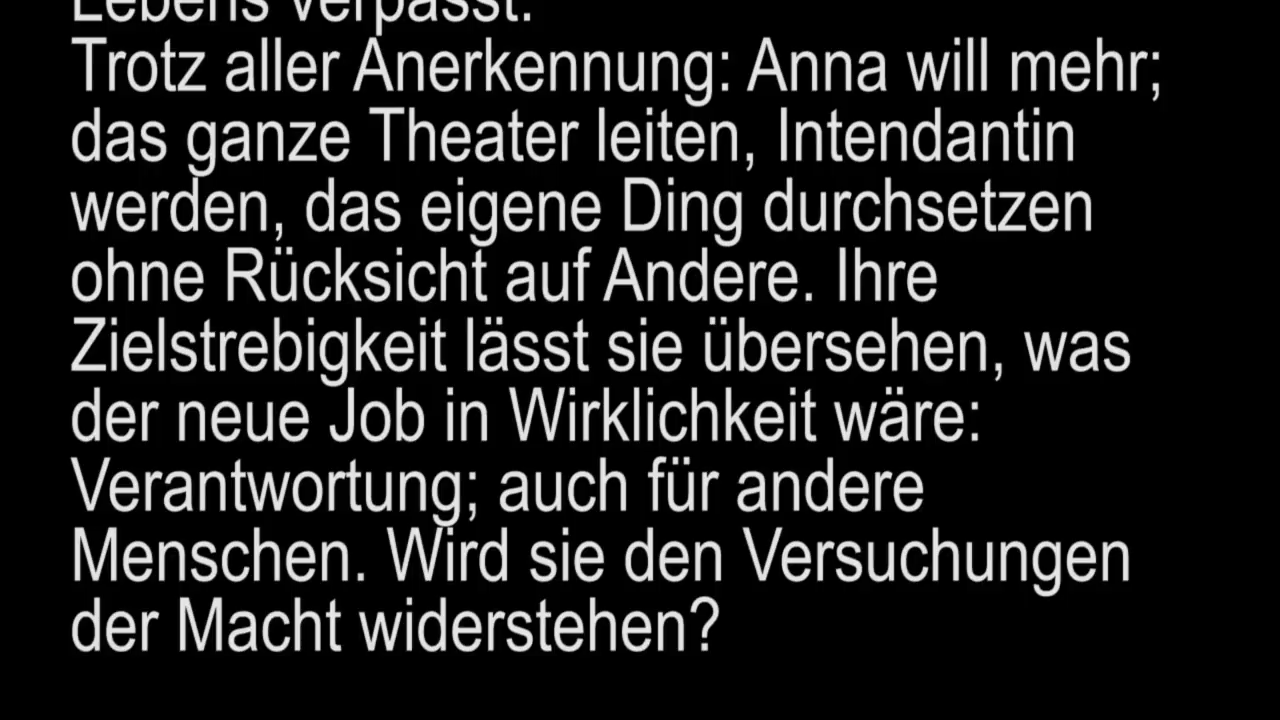 Lebens verpasst.
Trotz aller Anerkennung: Anna will mehr;
das ganze Theater leiten, Intendantin
werden, das eigene Ding durchsetzen
ohne Rücksicht auf Andere. Ihre
Zielstrebigkeit lässt sie übersehen, was
der neue Job in Wirklichkeit wäre:
Verantwortung; auch für andere
Menschen. Wird sie den Versuchungen
der Macht widerstehen?